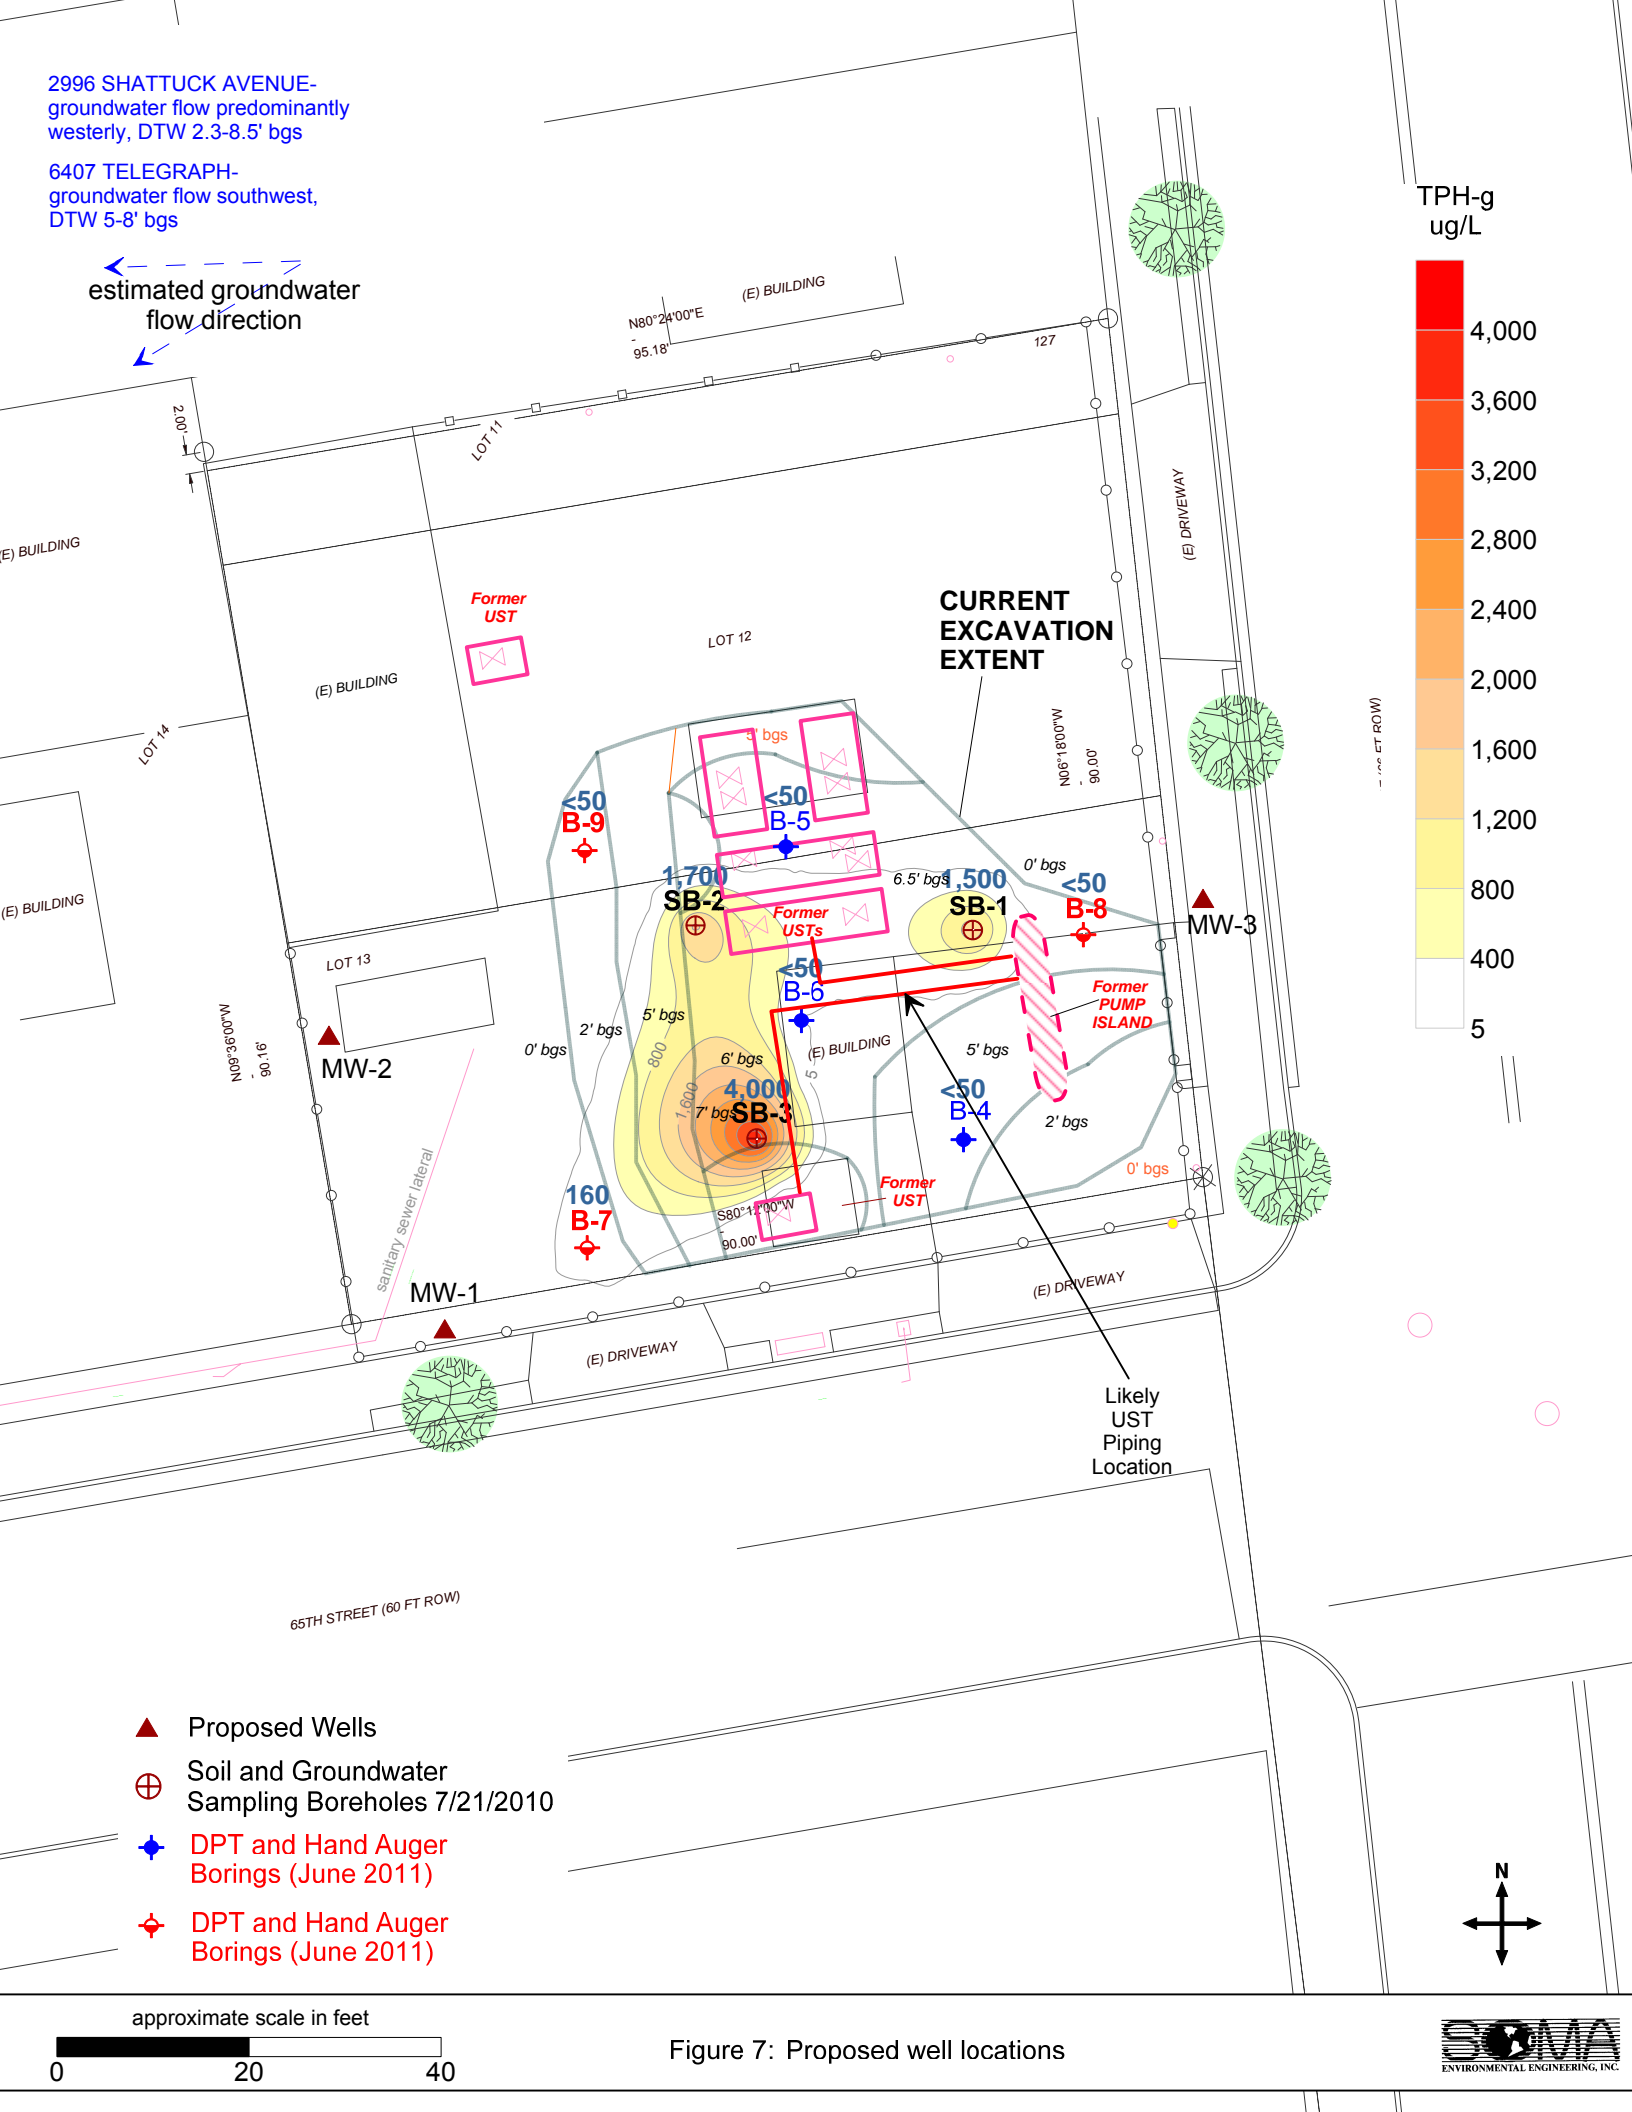 2996 SHATTUCK AVENUE-
groundwater flow predominantly
westerly, DTW 2.3-8.5' bgs
6407 TELEGRAPH-
groundwater flow southwest,
DTW 5-8' bgs
estimated groundwater
flow direction
TPH-g
ug/L
4,000
3,600
3,200
2,800
2,400
2,000
1,600
1,200
800
400
5
(E) BUILDING
N80°24'00"E
-
95.18'
127
2.00'
LOT 11
(E) DRIVEWAY
(E) BUILDING
Former
UST
LOT 12
CURRENT
EXCAVATION
EXTENT
(E) BUILDING
LOT 14
N06°18'00"W
-
90.00'
5' bgs
<50
B-9
<50
B-5
1,700
SB-2
6.5' bgs
1,500
SB-1
0' bgs
<50
B-8
MW-3
(E) BUILDING
Former
USTs
LOT 13
<50
B-6
Former
PUMP
ISLAND
N09°36'00"W
-
90.16'
MW-2
0' bgs
2' bgs
5' bgs
800
6' bgs
(E) BUILDING
5
5' bgs
4,000
SB-3
1,600
7' bgs
<50
B-4
2' bgs
0' bgs
160
B-7
Former
UST
S80°12'00"W
-
90.00'
sanitary sewer lateral
MW-1
(E) DRIVEWAY
(E) DRIVEWAY
Likely
UST
Piping
Location
65TH STREET (60 FT ROW)
Proposed Wells
Soil and Groundwater
Sampling Boreholes 7/21/2010
DPT and Hand Auger
Borings (June 2011)
DPT and Hand Auger
Borings (June 2011)
N
approximate scale in feet
0
20
40
Figure 7: Proposed well locations
SOMA
ENVIRONMENTAL ENGINEERING, INC.